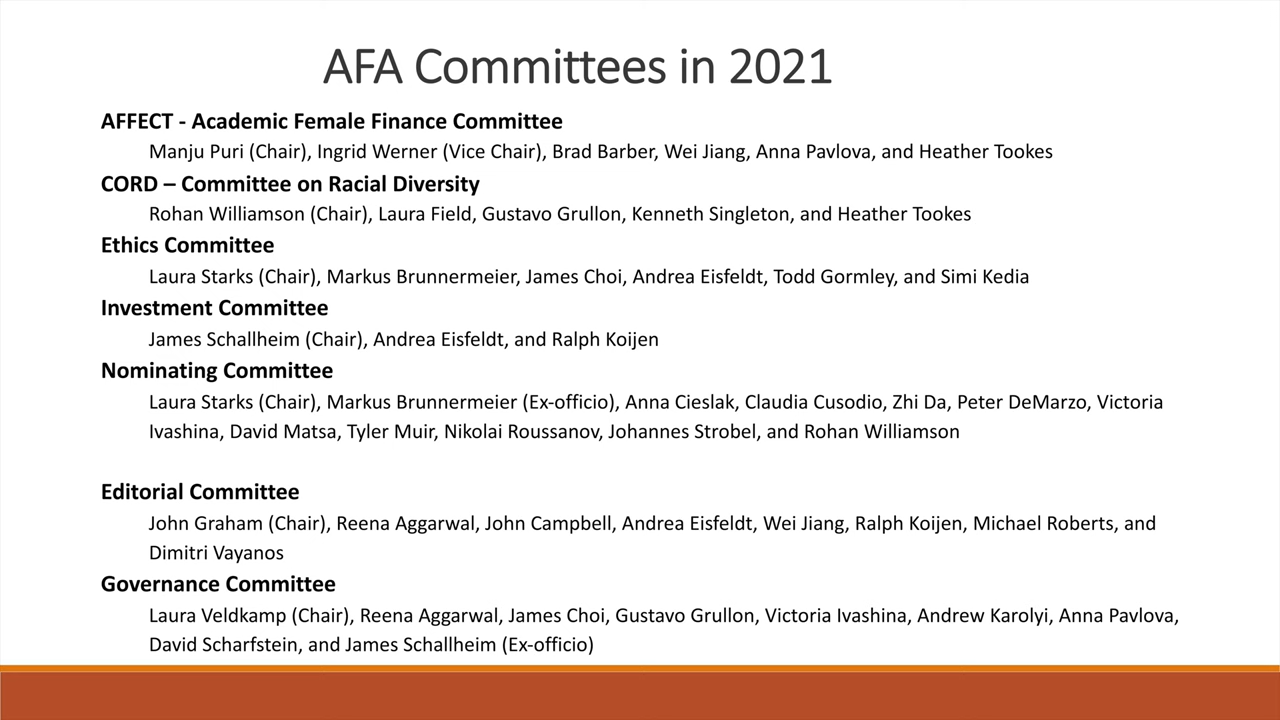 AFA Committees in 2021
AFFECT - Academic Female Finance Committee
Manju Puri (Chair), Ingrid Werner (Vice Chair), Brad Barber, Wei Jiang, Anna Pavlova, and Heather Tookes
CORD – Committee on Racial Diversity
Rohan Williamson (Chair), Laura Field, Gustavo Grullon, Kenneth Singleton, and Heather Tookes
Ethics Committee
Laura Starks (Chair), Markus Brunnermeier, James Choi, Andrea Eisfeldt, Todd Gormley, and Simi Kedia
Investment Committee
James Schallheim (Chair), Andrea Eisfeldt, and Ralph Koijen
Nominating Committee
Laura Starks (Chair), Markus Brunnermeier (Ex-officio), Anna Cieslak, Claudia Cusodio, Zhi Da, Peter DeMarzo, Victoria
Ivashina, David Matsa, Tyler Muir, Nikolai Roussanov, Johannes Strobel, and Rohan Williamson
Editorial Committee
John Graham (Chair), Reena Aggarwal, John Campbell, Andrea Eisfeldt, Wei Jiang, Ralph Koijen, Michael Roberts, and
Dimitri Vayanos
Governance Committee
Laura Veldkamp (Chair), Reena Aggarwal, James Choi, Gustavo Grullon, Victoria Ivashina, Andrew Karolyi, Anna Pavlova,
David Scharfstein, and James Schallheim (Ex-officio)